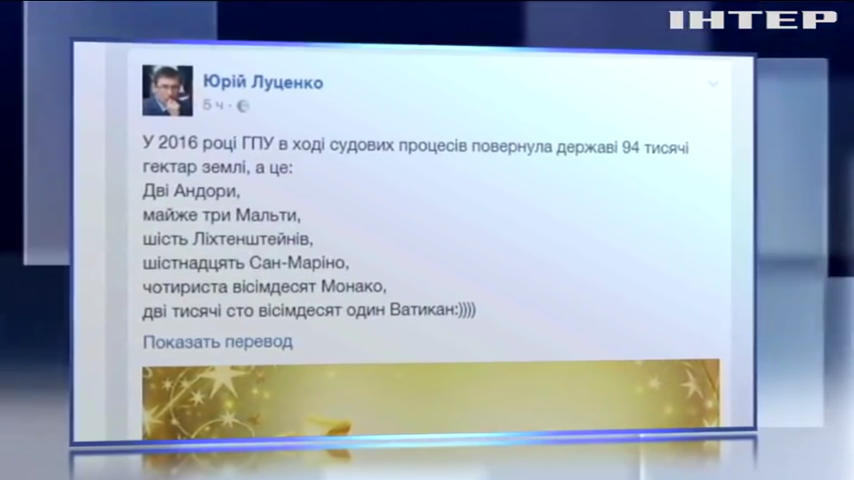 ІНТЕР
Юрій Луценко
5 ч ·
У 2016 році ГПУ в ході судових процесів повернула державі 94 тисячі
гектар землі, а це:
Дві Андори,
майже три Мальти,
шість Ліхтенштейнів,
шістнадцять Сан-Маріно,
чотириста вісімдесят Монако,
дві тисячі сто вісімдесят один Ватикан:))))
Показать перевод